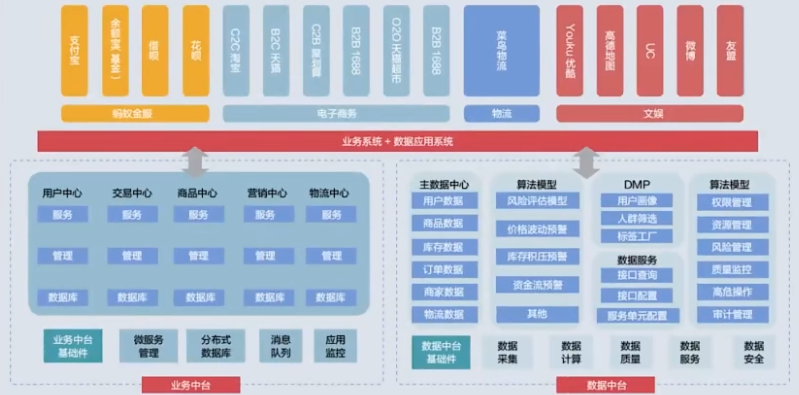 支付宝
余额宝(基金)
借呗
花呗
C2C 淘宝
B2C 天猫
C2B 聚划算
B2B 1688
O2O 天猫超市
B2B 1688
菜鸟物流
Youku 优酷
高德地图
UC
微博
友盟
蚂蚁金服
电子商务
物流
文娱
业务系统 + 数据应用系统
用户中心
交易中心
商品中心
营销中心
物流中心
服务
服务
服务
服务
服务
管理
管理
管理
管理
管理
数据库
数据库
数据库
数据库
数据库
业务中台
基础件
微服务
管理
分布式
数据库
消息
队列
应用
监控
业务中台
主数据中心
用户数据
商品数据
库存数据
订单数据
商家数据
物流数据
算法模型
风险评估模型
价格波动预警
库存积压预警
资金流预警
其他
DMP
用户画像
人群筛选
标签工厂
数据服务
接口查询
接口配置
服务单元配置
算法模型
权限管理
资源管理
风险管理
质量监控
高危操作
审计管理
数据中台
基础件
数据
采集
数据
计算
数据
质量
数据
服务
数据
安全
数据中台